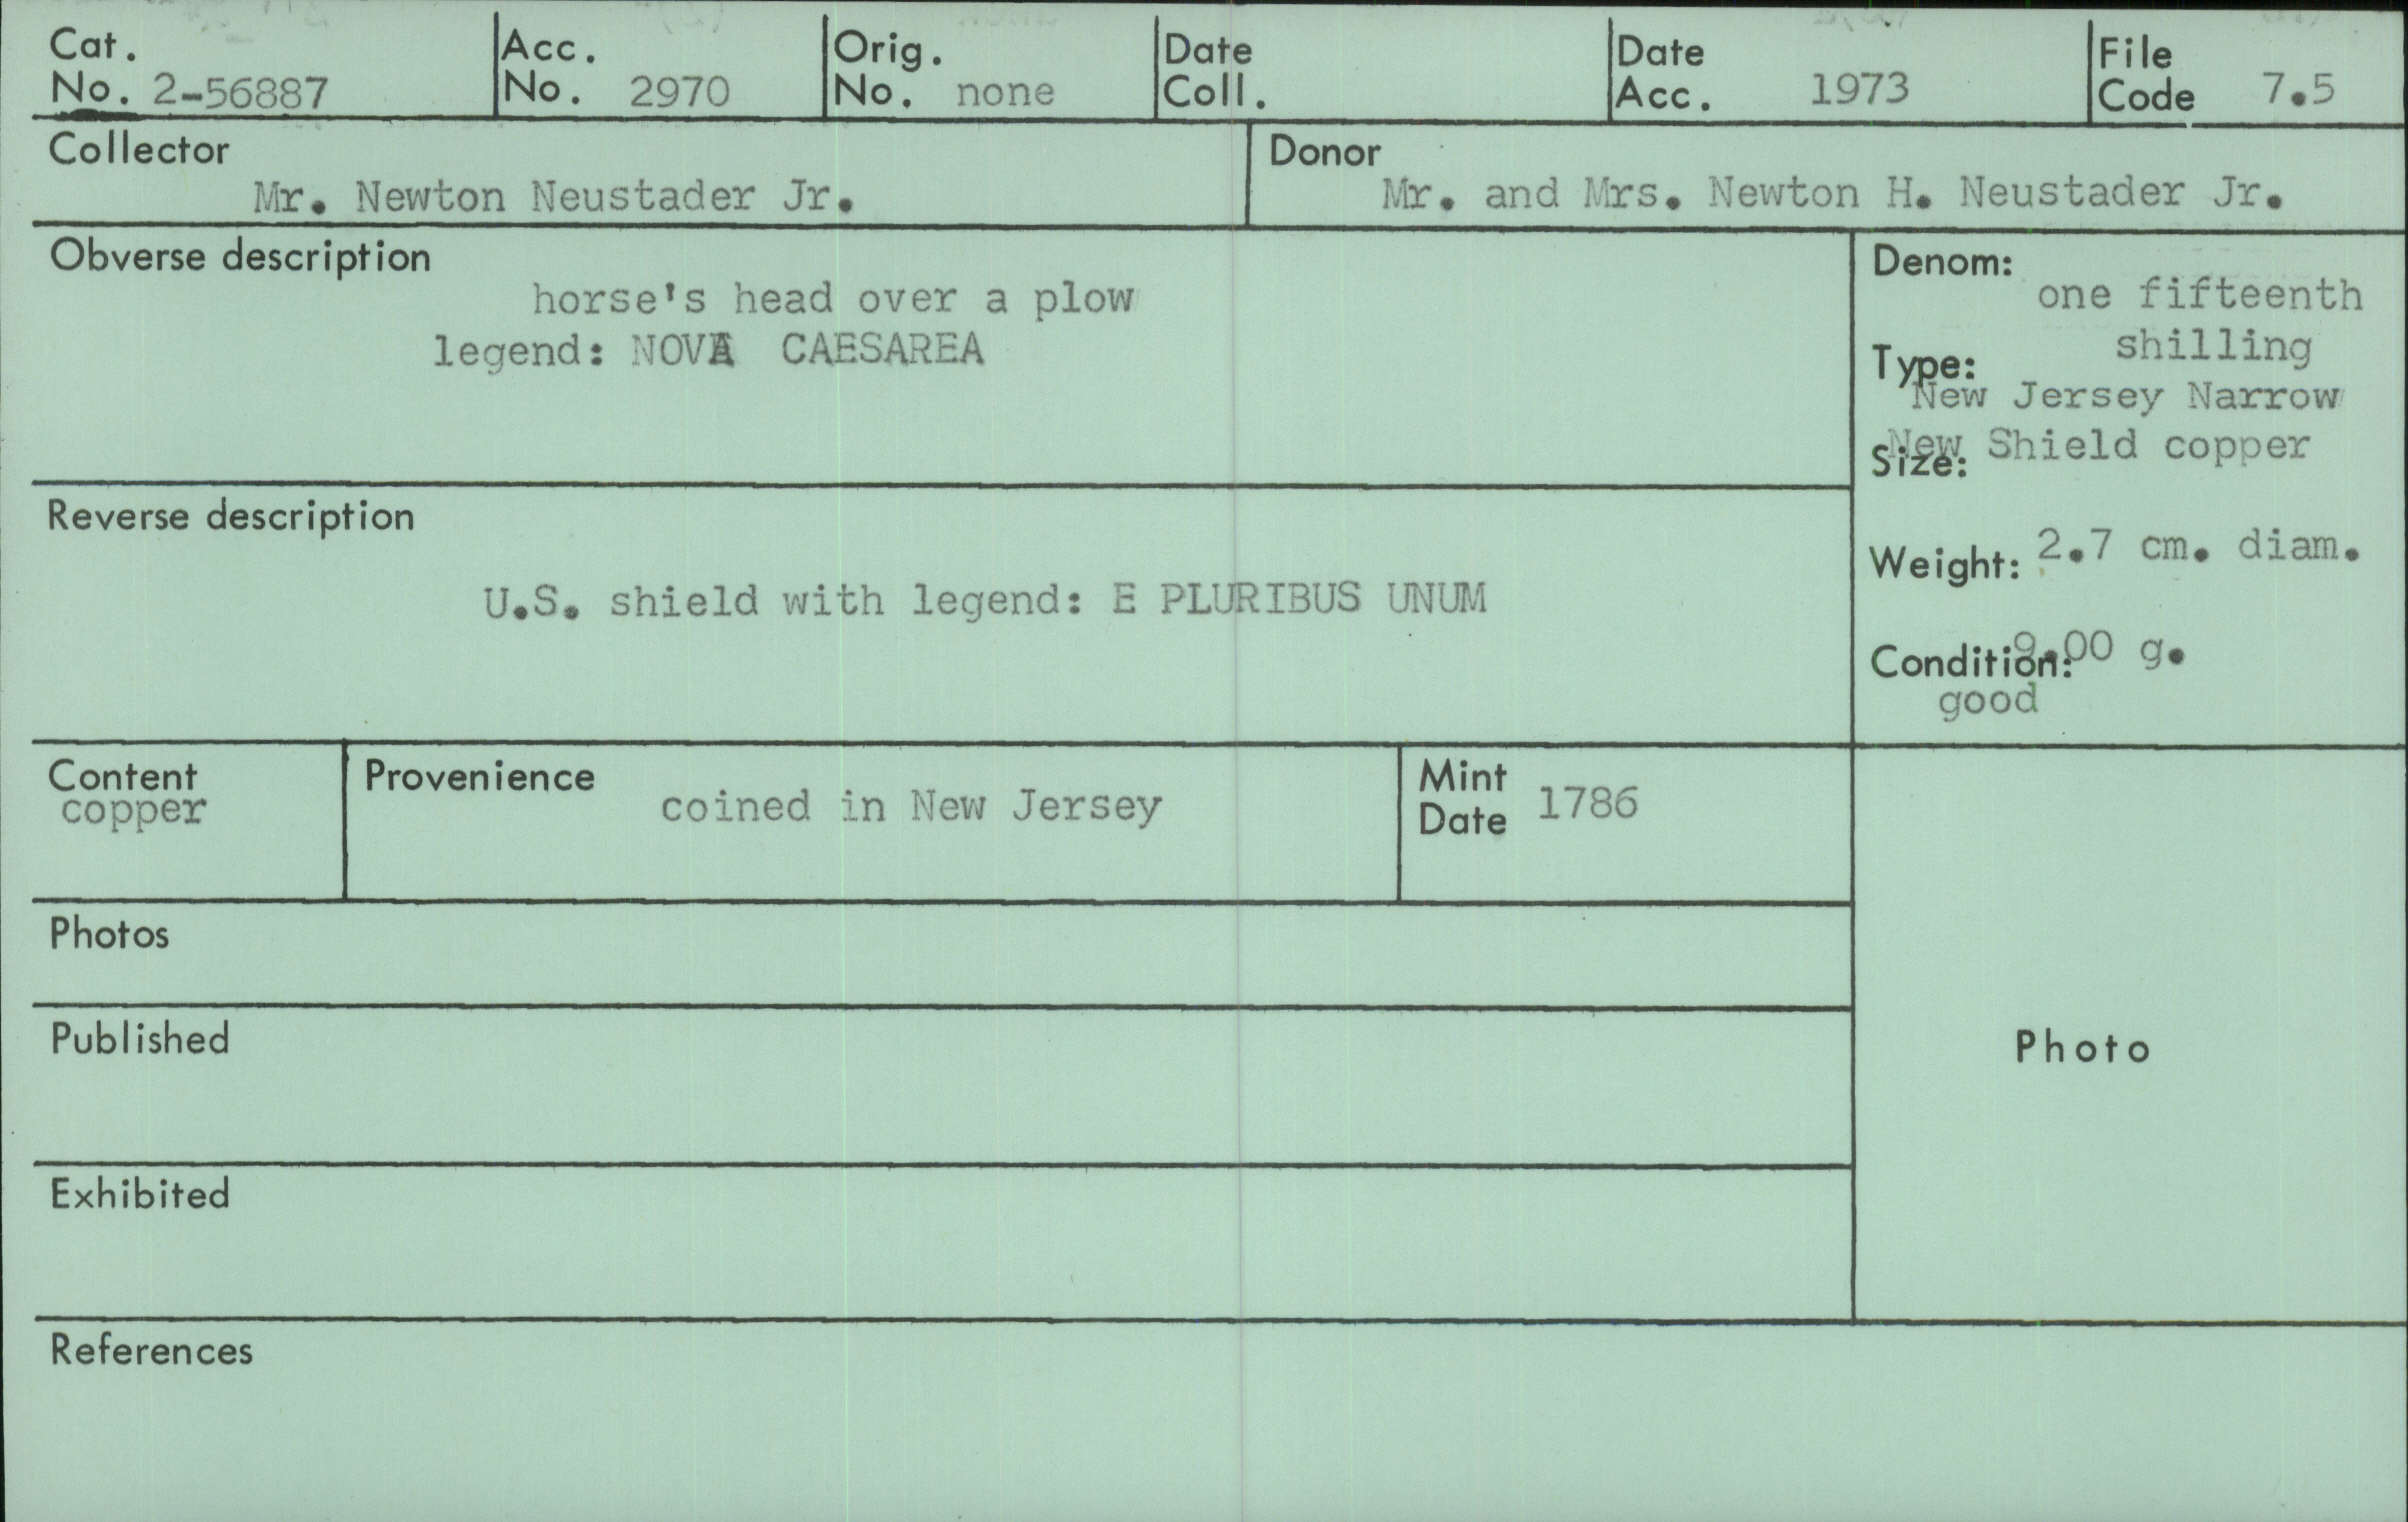 Cat. No. 2-56887
Acc. No. 2970
Orig. No. none
Date Coll.
Date Acc. 1973
File Code 7.5
Collector
Mr. Newton Neustader Jr.
Donor
Mr. and Mrs. Newton H. Neustader Jr.
Obverse description
horse's head over a plow
legend: NOVA CAESAREA
Denom:
one fifteenth
shilling
Type:
New Jersey Narrow
New Shield copper
Size:
2.7 cm. diam.
Weight:
9.00 g.
Condition:
good
Reverse description
U.S. shield with legend: E PLURIBUS UNUM
Content
copper
Provenience
coined in New Jersey
Mint Date 1786
Photos
Published
Photo
Exhibited
References